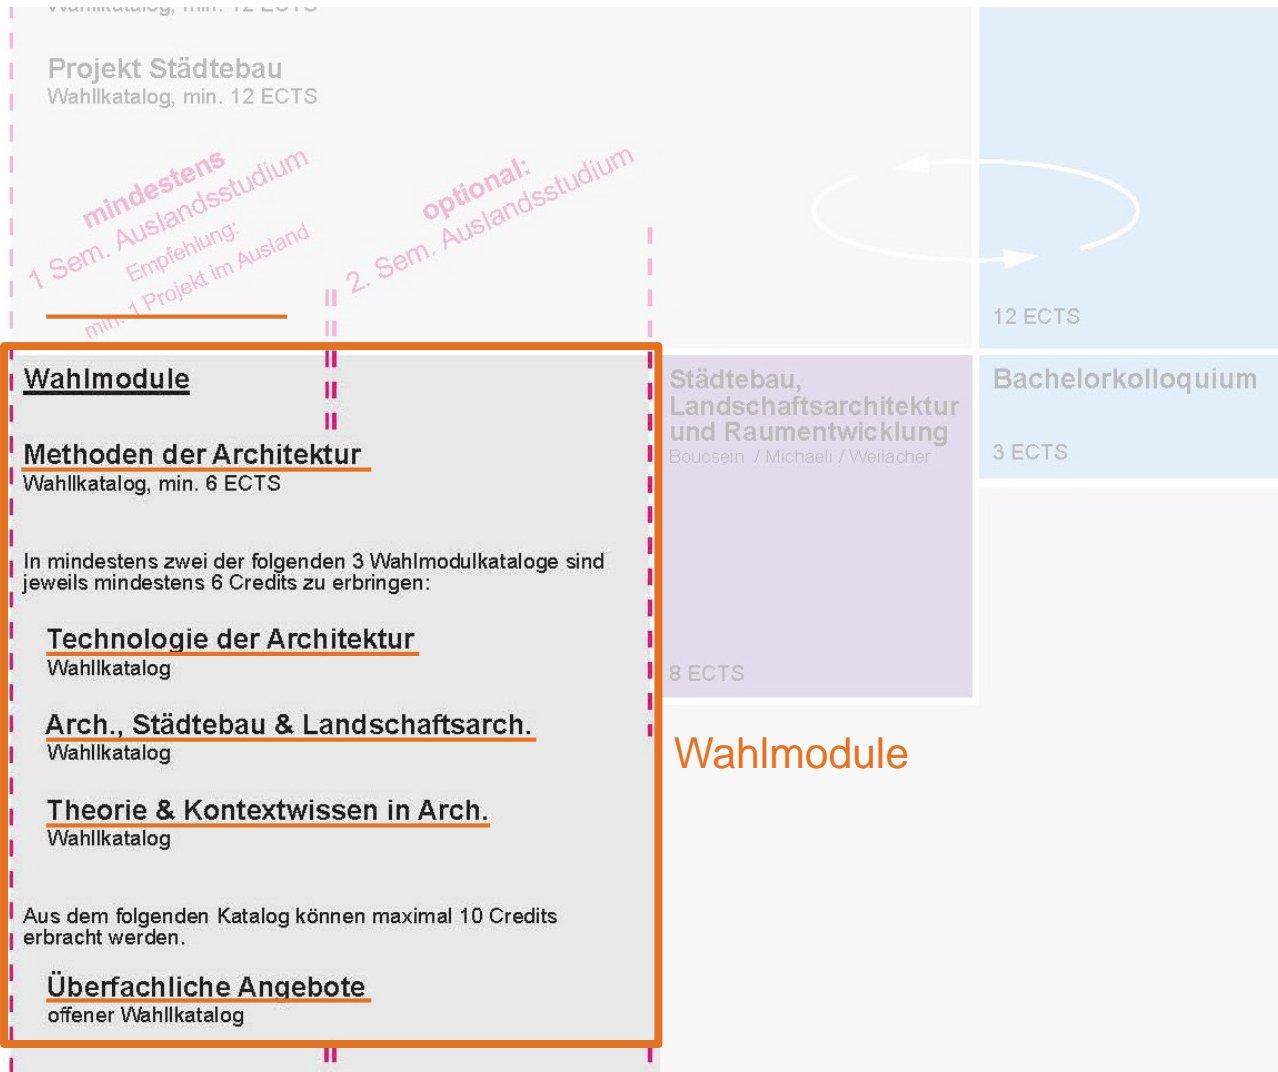 Wahllkatalog, min. 12 ECTS
Projekt Städtebau
Wahllkatalog, min. 12 ECTS
mindestens
1 Sem. Auslandsstudium
Empfehlung:
min. 1 Projekt im Ausland
optional:
2. Sem. Auslandsstudium
12 ECTS
Wahlmodule
Methoden der Architektur
Wahllkatalog, min. 6 ECTS
In mindestens zwei der folgenden 3 Wahlmodulkataloge sind
jeweils mindestens 6 Credits zu erbringen:
Technologie der Architektur
Wahllkatalog
Arch., Städtebau & Landschaftsarch.
Wahllkatalog
Theorie & Kontextwissen in Arch.
Wahllkatalog
Aus dem folgenden Katalog können maximal 10 Credits
erbracht werden.
Überfachliche Angebote
offener Wahllkatalog
Städtebau,
Landschaftsarchitektur
und Raumentwicklung
Boucsein / Michaeli / Weilacher
8 ECTS
Bachelorkolloquium
3 ECTS
Wahlmodule